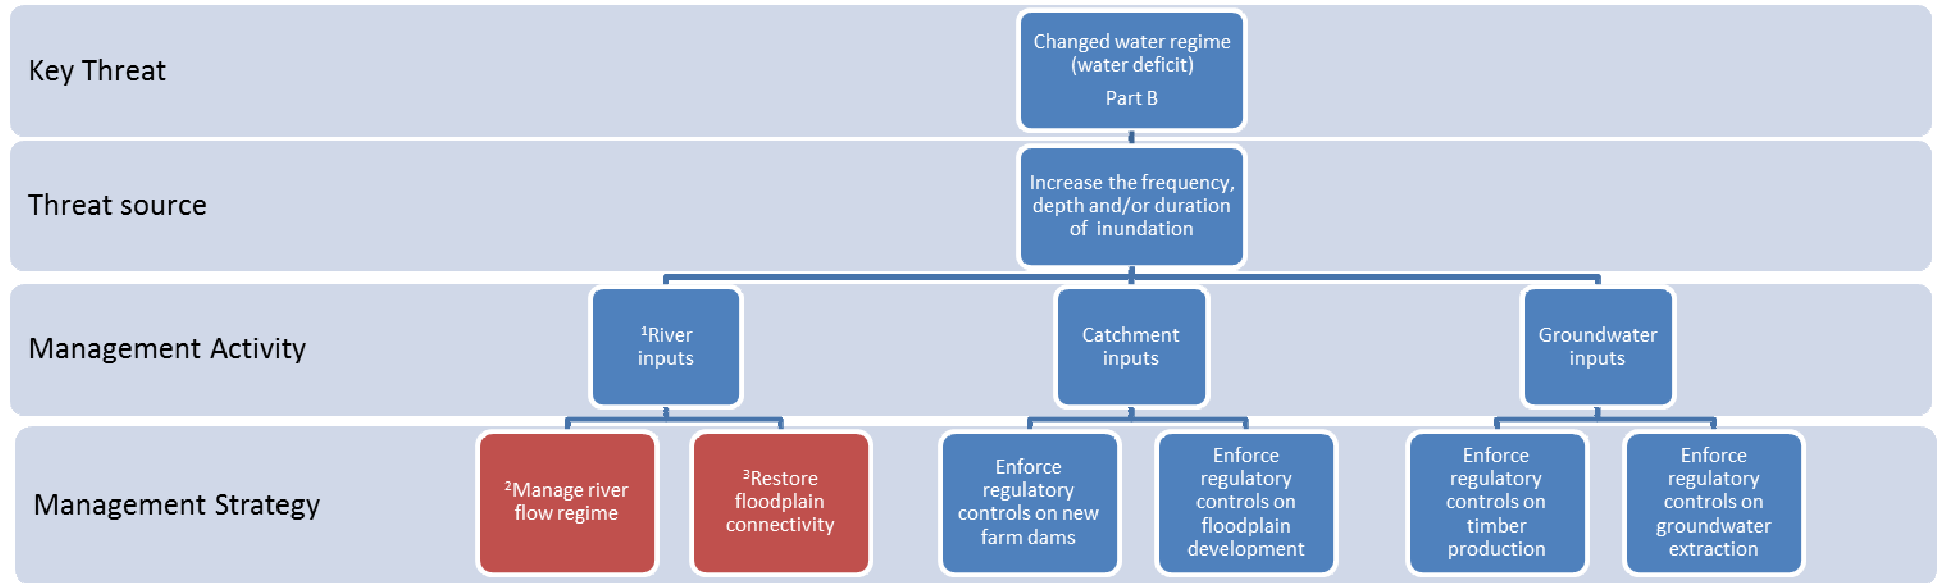 Key Threat
Changed water regime
(water deficit)
Part B
Threat source
Increase the frequency,
depth and/or duration
of inundation
Management Activity
¹River
inputs
Catchment
inputs
Groundwater
inputs
Management Strategy
²Manage river
flow regime
³Restore
floodplain
connectivity
Enforce
regulatory
controls on new
farm dams
Enforce
regulatory
controls on
floodplain
development
Enforce
regulatory
controls on
timber
production
Enforce
regulatory
controls on
groundwater
extraction